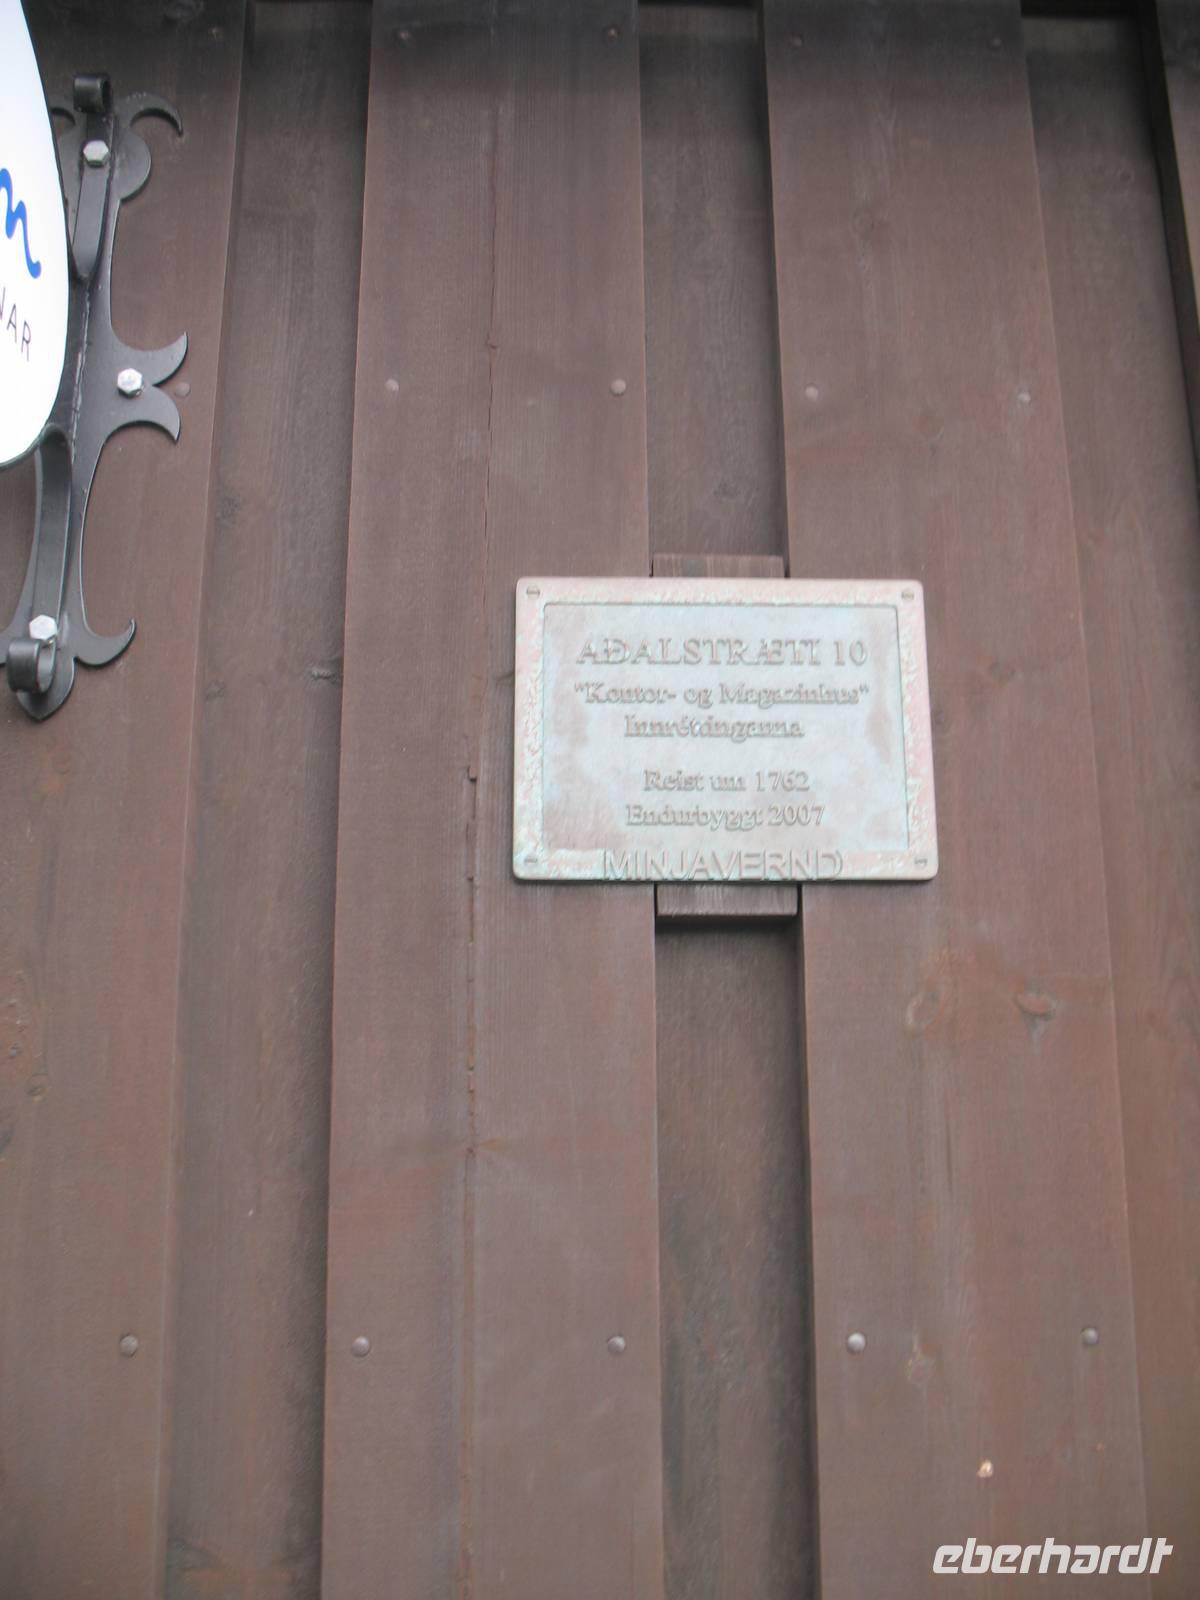 NAR
AÐALSTRÆTI 10
"Kontor- og Magazinhus"
Innréttinganna
Reist um 1762
Endurbyggt 2007
MINJAVERND
eberhardt